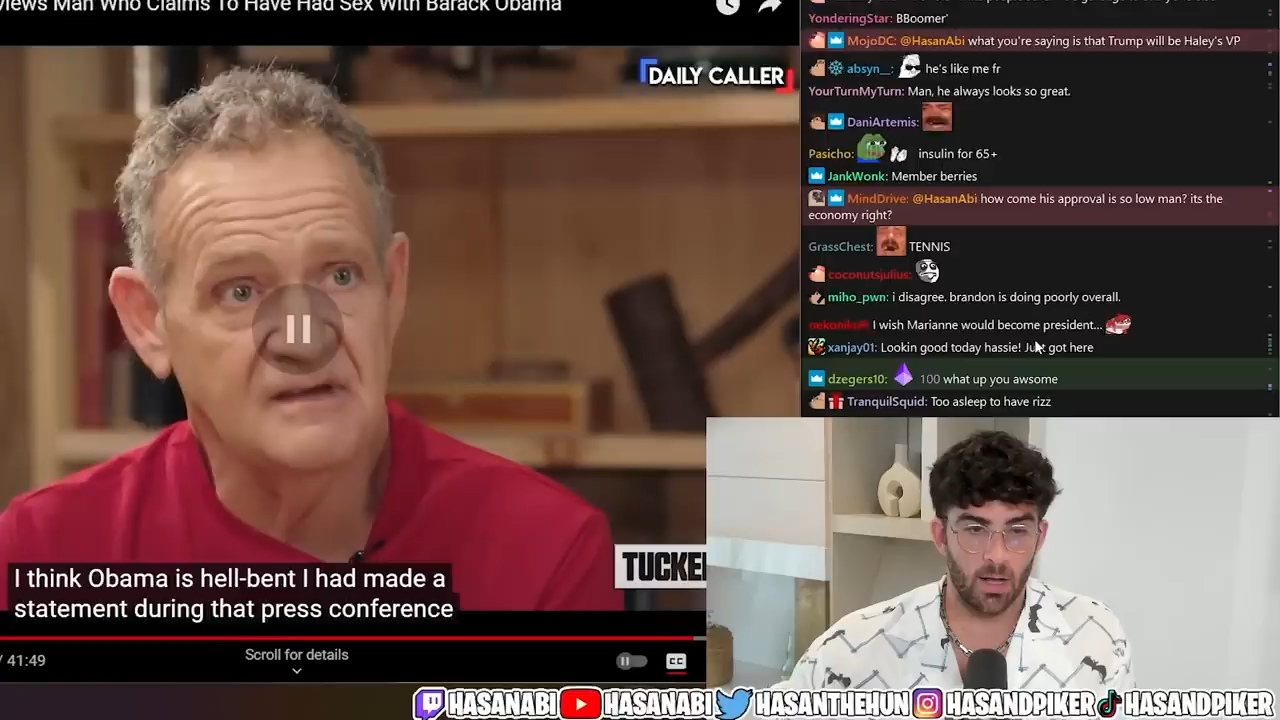 views Man Who Claims To Have Had Sex With Barack Obama
DAILY CALLER
I think Obama is hell-bent I had made a
statement during that press conference
TUCKE
/ 41:49
Scroll for details
CC
YonderingStar: BBoomer'
MojoDC: @HasanAbi what you're saying is that Trump will be Haley's VP
absyn__: he's like me fr
YourTurnMyTurn: Man, he always looks so great.
DaniArtemis:
Pasicho: insulin for 65+
JankWonk: Member berries
MindDrive: @HasanAbi how come his approval is so low man? its the
economy right?
GrassChest: TENNIS
coconutsjulius:
miho_pwn: i disagree. brandon is doing poorly overall.
I wish Marianne would become president...
xanjay01: Lookin good today hassie! Just got here
dzegers10: 100 what up you awsome
TranquilSquid: Too asleep to have rizz
HASANABI HASANABI HASANTHEHUN HASANDPIKER HASANDPIKER